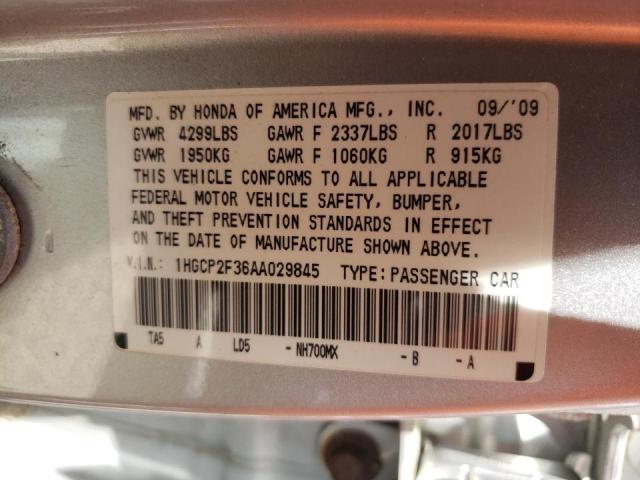 MFD. BY HONDA OF AMERICA MFG., INC. 09/'09
GVWR 4299LBS GAWR F 2337LBS R 2017LBS
GVWR 1950KG GAWR F 1060KG R 915KG
THIS VEHICLE CONFORMS TO ALL APPLICABLE
FEDERAL MOTOR VEHICLE SAFETY, BUMPER,
AND THEFT PREVENTION STANDARDS IN EFFECT
ON THE DATE OF MANUFACTURE SHOWN ABOVE.
V.I.N.: 1HGCP2F36AA029845 TYPE: PASSENGER CAR
TA5 A LD5 -NH700MX -B -A